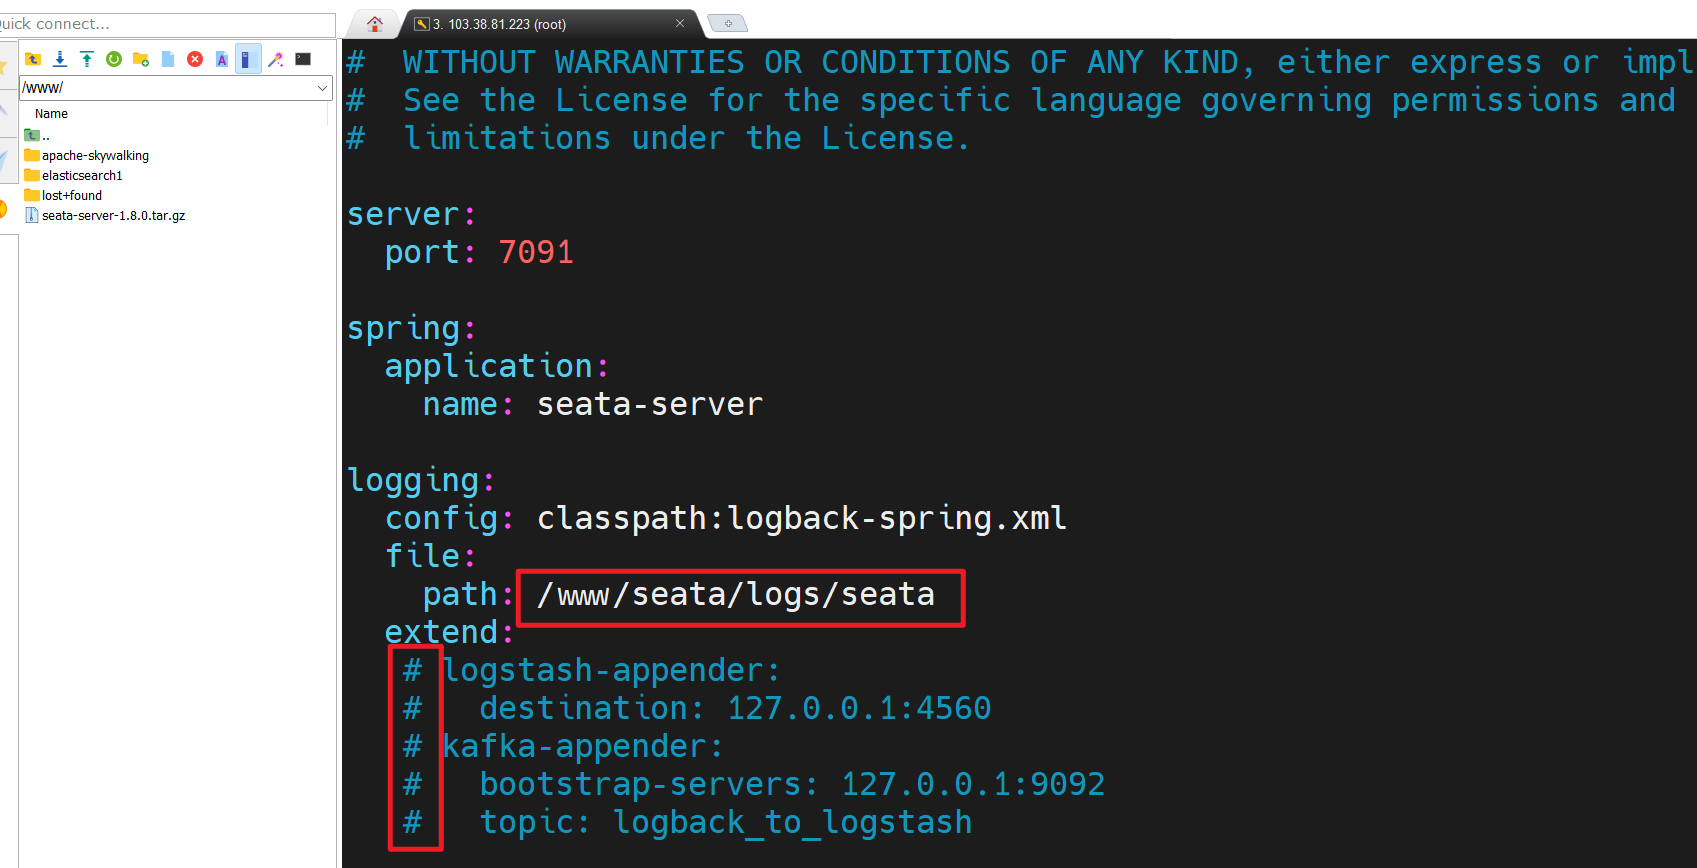 Quick connect...
3. 103.38.81.223 (root)
/www/
Name
..
apache-skywalking
elasticsearch1
lost+found
seata-server-1.8.0.tar.gz
#  WITHOUT WARRANTIES OR CONDITIONS OF ANY KIND, either express or impl
#  See the License for the specific language governing permissions and
#  limitations under the License.
server:
  port: 7091
spring:
  application:
    name: seata-server
logging:
  config: classpath:logback-spring.xml
  file:
    path: /www/seata/logs/seata
  extend:
   # logstash-appender:
   #   destination: 127.0.0.1:4560
   # kafka-appender:
   #   bootstrap-servers: 127.0.0.1:9092
   #   topic: logback_to_logstash